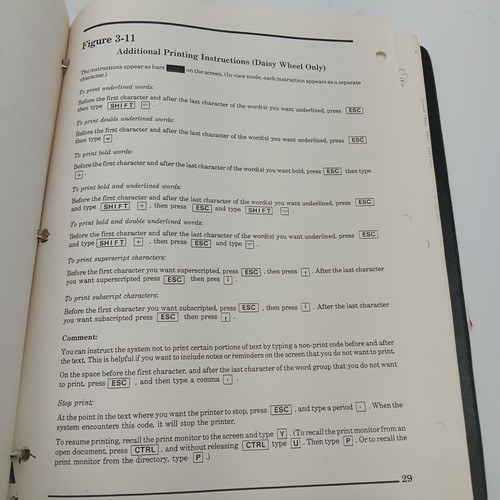 Figure 3-11
Additional Printing Instructions (Daisy Wheel Only)
The instructions appear as bars on the screen. (In view mode, each instruction appears as a separate
character.)
To print underlined words:
Before the first character and after the last character of the word(s) you want underlined, press ESC
then type SHIFT
To print double underlined words:
Before the first character and after the last character of the word(s) you want underlined, press ESC
then type = .
To print bold words:
Before the first character and after the last character of the word(s) you want bold, press ESC then type
To print bold and underlined words:
Before the first character and after the last character of the word(s) you want underlined, press ESC
and type SHIFT , then press ESC and type SHIFT
To print bold and double underlined words:
Before the first character and after the last character of the word(s) you want underlined, press ESC
and type SHIFT , then press ESC and type = .
To print superscript characters:
Before the first character you want superscripted, press ESC , then press ↑ . After the last character
you want superscripted press ESC then press ↓ .
To print subscript characters:
Before the first character you want subscripted, press ESC , then press ↓ . After the last character
you want subscripted press ESC then press ↑ .
Comment:
You can instruct the system not to print certain portions of text by typing a non-print code before and after
the text. This is helpful if you want to include notes or reminders on the screen that you do not want to print.
On the space before the first character, and after the last character of the word group that you do not want
to print, press ESC , and then type a comma , .
Stop print:
At the point in the text where you want the printer to stop, press ESC , and type a period . . When the
system encounters this code, it will stop the printer.
To resume printing, recall the print monitor to the screen and type Y . (To recall the print monitor from an
open document, press CTRL , and without releasing CTRL type U . Then type P . Or to recall the
print monitor from the directory, type P .)
29